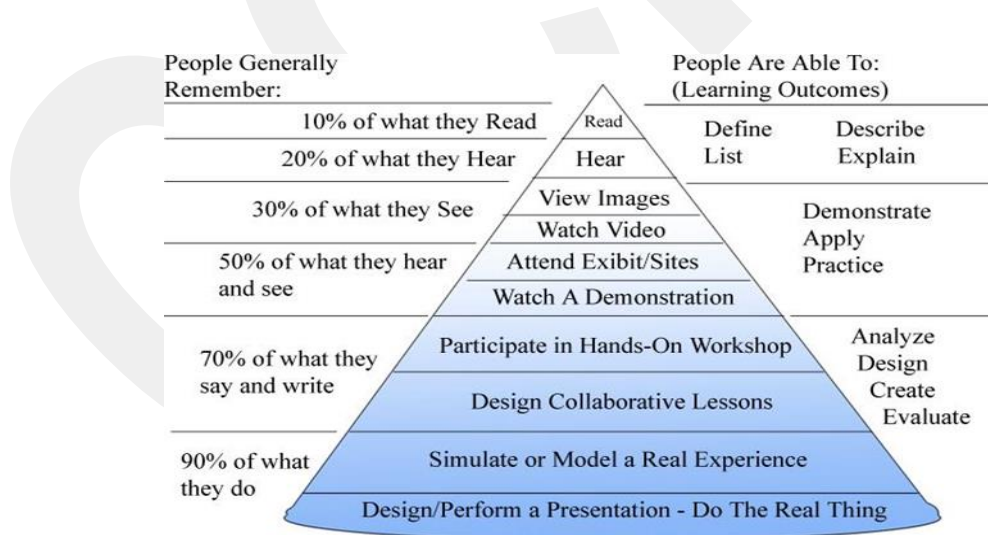 People Generally
Remember:
People Are Able To:
(Learning Outcomes)
10% of what they Read
Read
Define
Describe
List
Explain
20% of what they Hear
Hear
30% of what they See
View Images
Watch Video
Demonstrate
Apply
Practice
50% of what they hear
and see
Attend Exibit/Sites
Watch A Demonstration
70% of what they
say and write
Participate in Hands-On Workshop
Design Collaborative Lessons
Analyze
Design
Create
Evaluate
90% of what
they do
Simulate or Model a Real Experience
Design/Perform a Presentation - Do The Real Thing